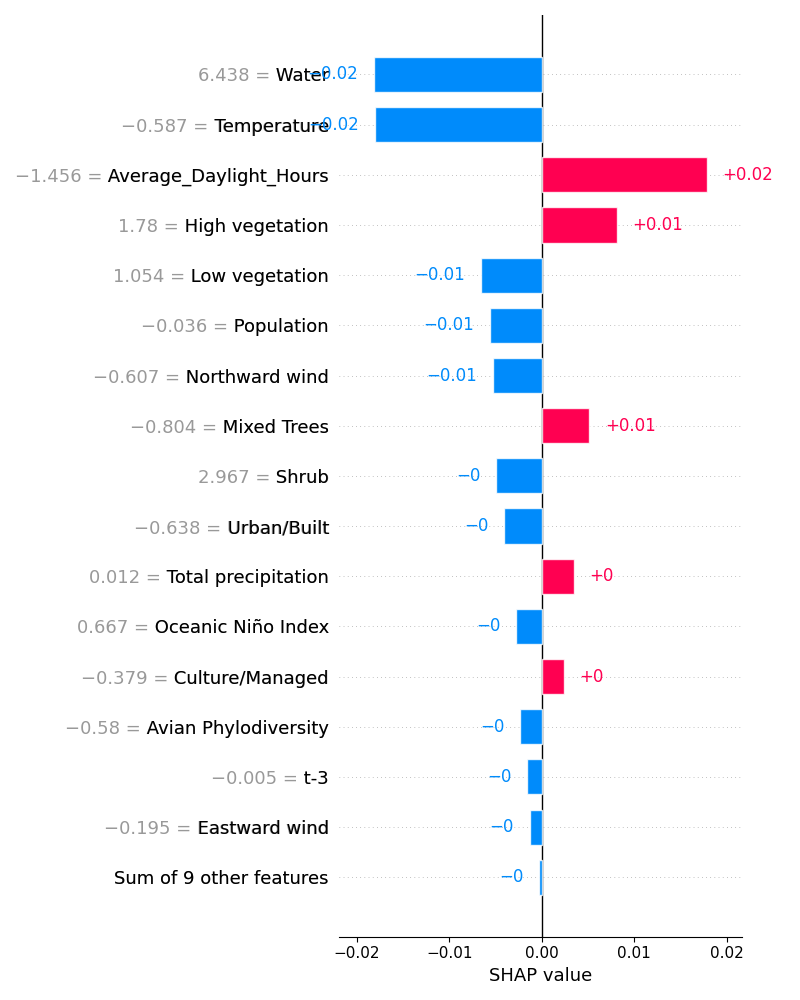 6.438 = Water −0.02
−0.587 = Temperature −0.02
−1.456 = Average_Daylight_Hours +0.02
1.78 = High vegetation +0.01
1.054 = Low vegetation −0.01
−0.036 = Population −0.01
−0.607 = Northward wind −0.01
−0.804 = Mixed Trees +0.01
2.967 = Shrub −0
−0.638 = Urban/Built −0
0.012 = Total precipitation +0
0.667 = Oceanic Niño Index −0
−0.379 = Culture/Managed +0
−0.58 = Avian Phylodiversity −0
−0.005 = t-3 −0
−0.195 = Eastward wind −0
Sum of 9 other features −0
−0.02 −0.01 0.00 0.01 0.02
SHAP value